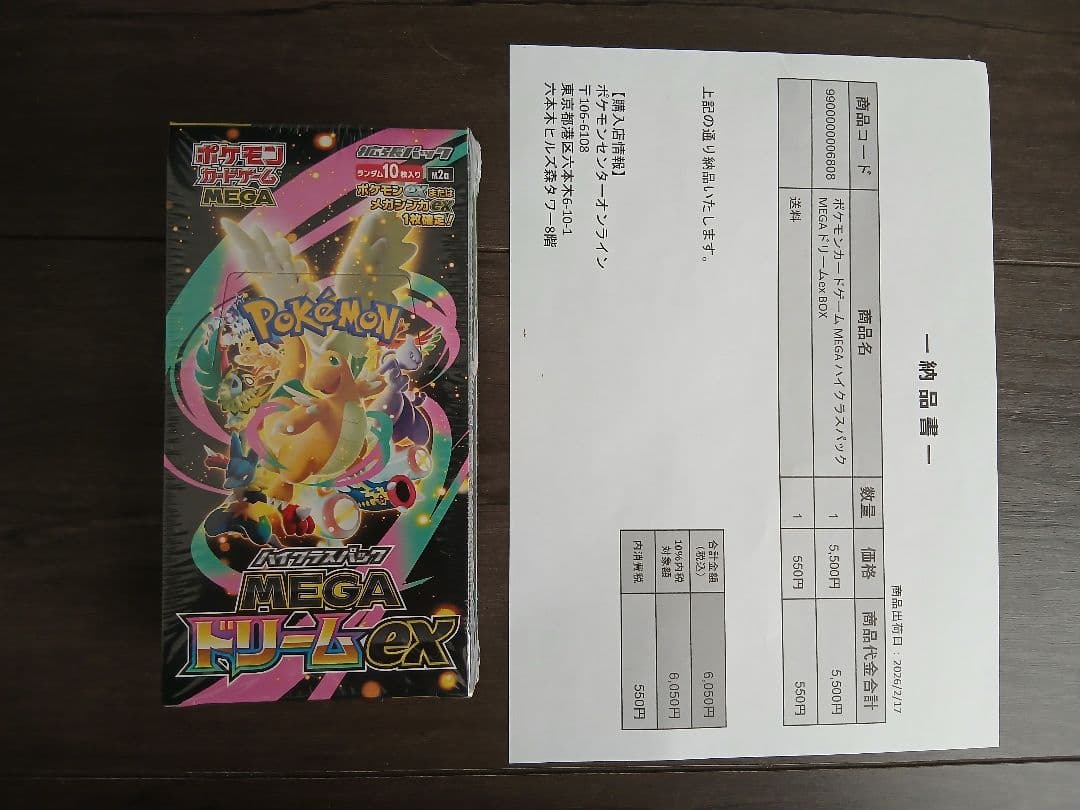 ポケモン
カードゲーム
MEGA
拡張パック
ランダム10枚入り
ポケモンexまたは
メガシンカex
1枚確定!
POKéMON
ハイクラスパック
MEGA
ドリームex
ー 納 品 書 ー
商品出荷日：2026/2/17
商品コード 商品名 数量 価格 商品代金合計
9900000006808 ポケモンカードゲーム MEGA ハイクラスパック 1 5,500円 5,500円
MEGA ドリームex BOX
送料 1 550円 550円
上記の通り納品いたします。
合計金額 6,050円
(税込)
10%内税 6,050円
対象額
内消費税 550円
【購入店情報】
ポケモンセンターオンライン
〒106-6108
東京都港区六本木6-10-1
六本木ヒルズ森タワー8階